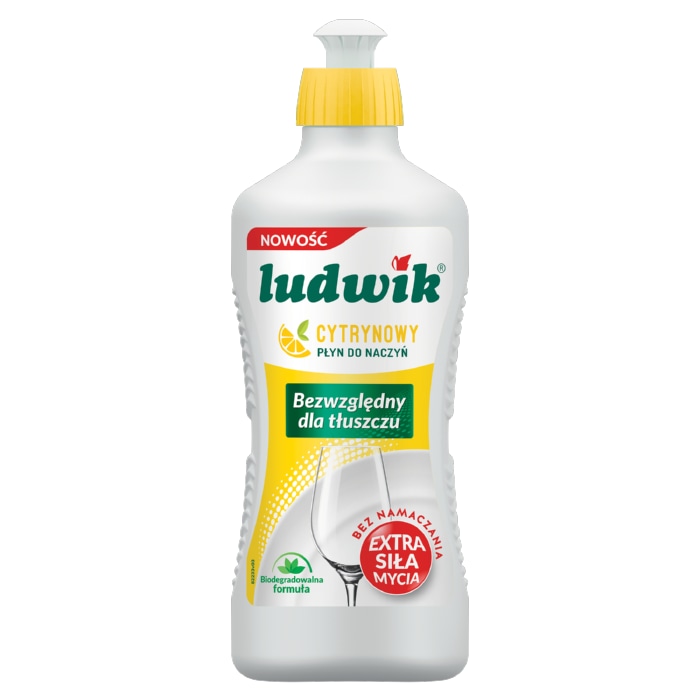 NOWOŚĆ
ludwik®
CYTRYNOWY
PŁYN DO NACZYŃ
Bezwzględny
dla tłuszczu
BEZ NAMACZANIA
EXTRA
SIŁA
MYCIA
Biodegradowalna
formuła